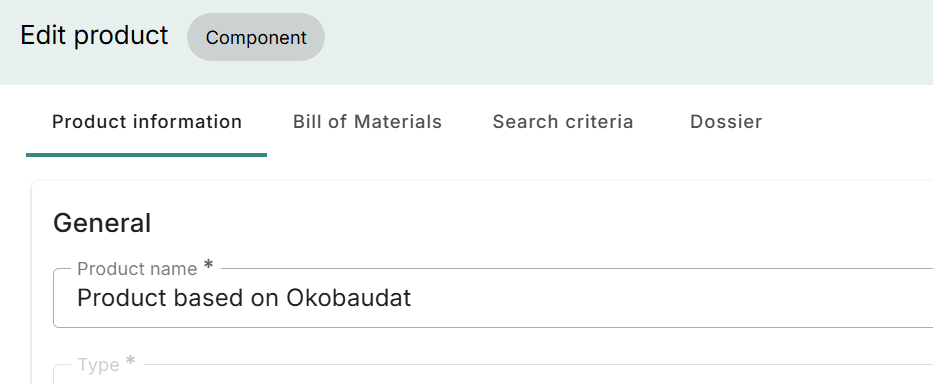 Edit product Component
Product information Bill of Materials Search criteria Dossier
General
Product name *
Product based on Okobaudat
Type *